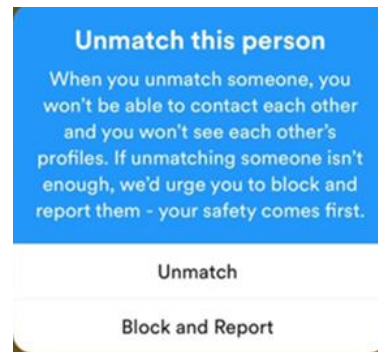 Unmatch this person
When you unmatch someone, you
won't be able to contact each other
and you won't see each other's
profiles. If unmatching someone isn't
enough, we'd urge you to block and
report them - your safety comes first.
Unmatch
Block and Report